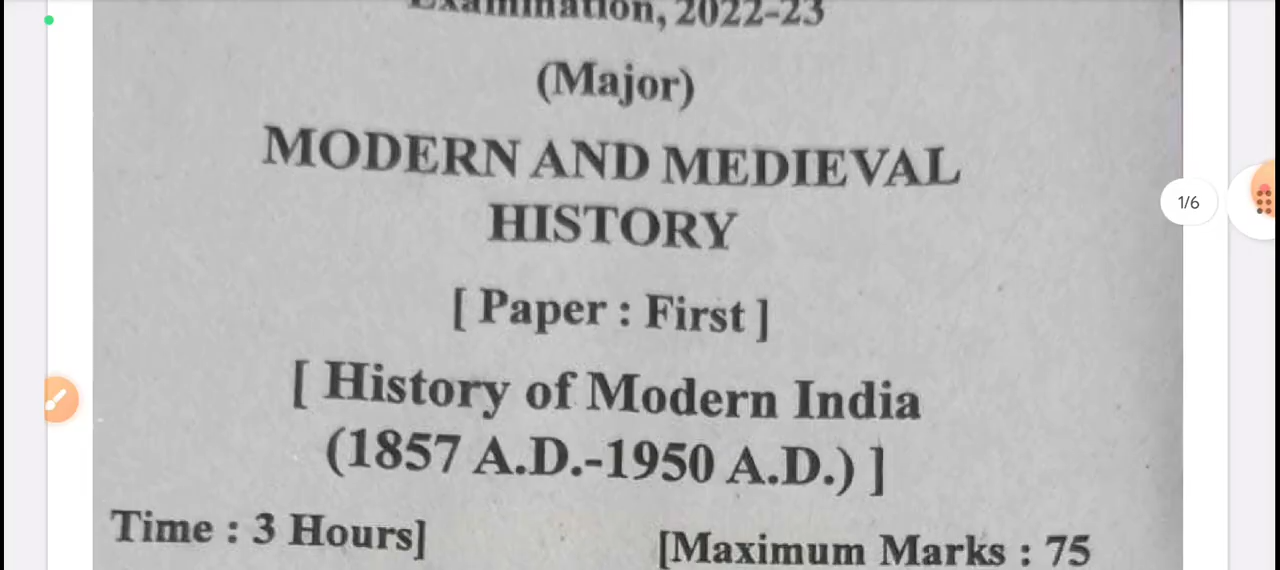 Examination, 2022-23
(Major)
MODERN AND MEDIEVAL
HISTORY
1/6
[ Paper : First ]
[ History of Modern India
(1857 A.D.-1950 A.D.) ]
Time : 3 Hours]
[Maximum Marks : 75